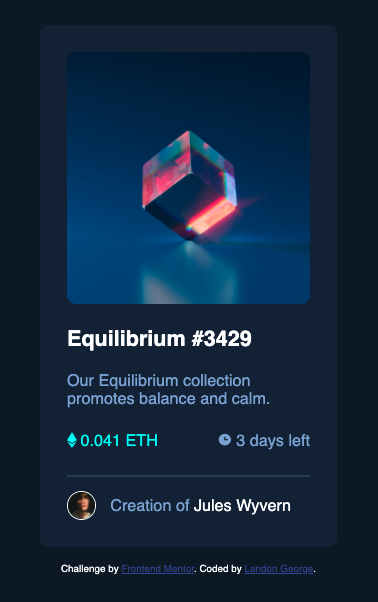 Equilibrium #3429
Our Equilibrium collection
promotes balance and calm.
0.041 ETH 3 days left
Creation of Jules Wyvern
Challenge by Frontend Mentor. Coded by Landon George.